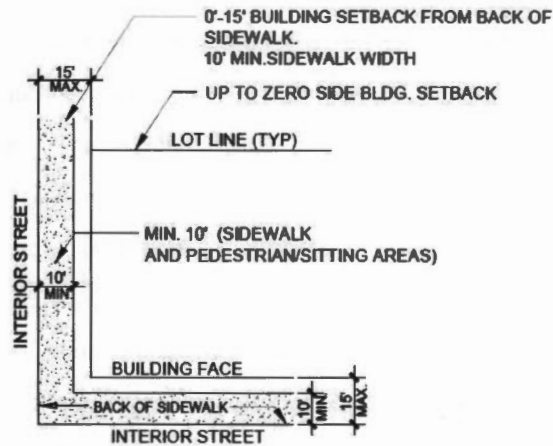 0'-15' BUILDING SETBACK FROM BACK OF
SIDEWALK.
10' MIN.SIDEWALK WIDTH
15'
MAX.
UP TO ZERO SIDE BLDG. SETBACK
LOT LINE (TYP)
INTERIOR STREET
MIN. 10' (SIDEWALK
AND PEDESTRIAN/SITTING AREAS)
10'
MIN.
BUILDING FACE
BACK OF SIDEWALK
10'
MIN
15'
MAX.
INTERIOR STREET